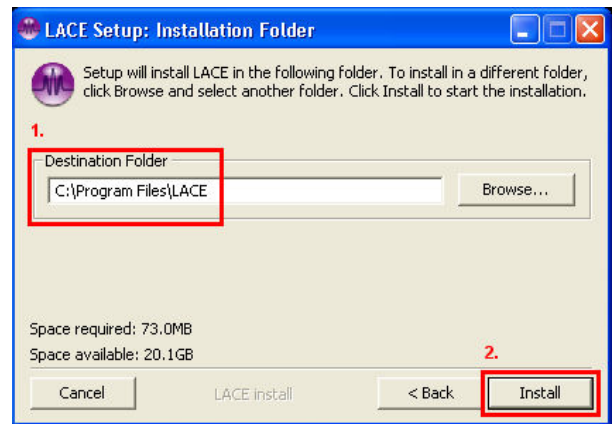 LACE Setup: Installation Folder
Setup will install LACE in the following folder. To install in a different folder,
click Browse and select another folder. Click Install to start the installation.
1.
Destination Folder
C:\Program Files\LACE
Browse...
Space required: 73.0MB
Space available: 20.1GB
2.
Cancel LACE install < Back Install